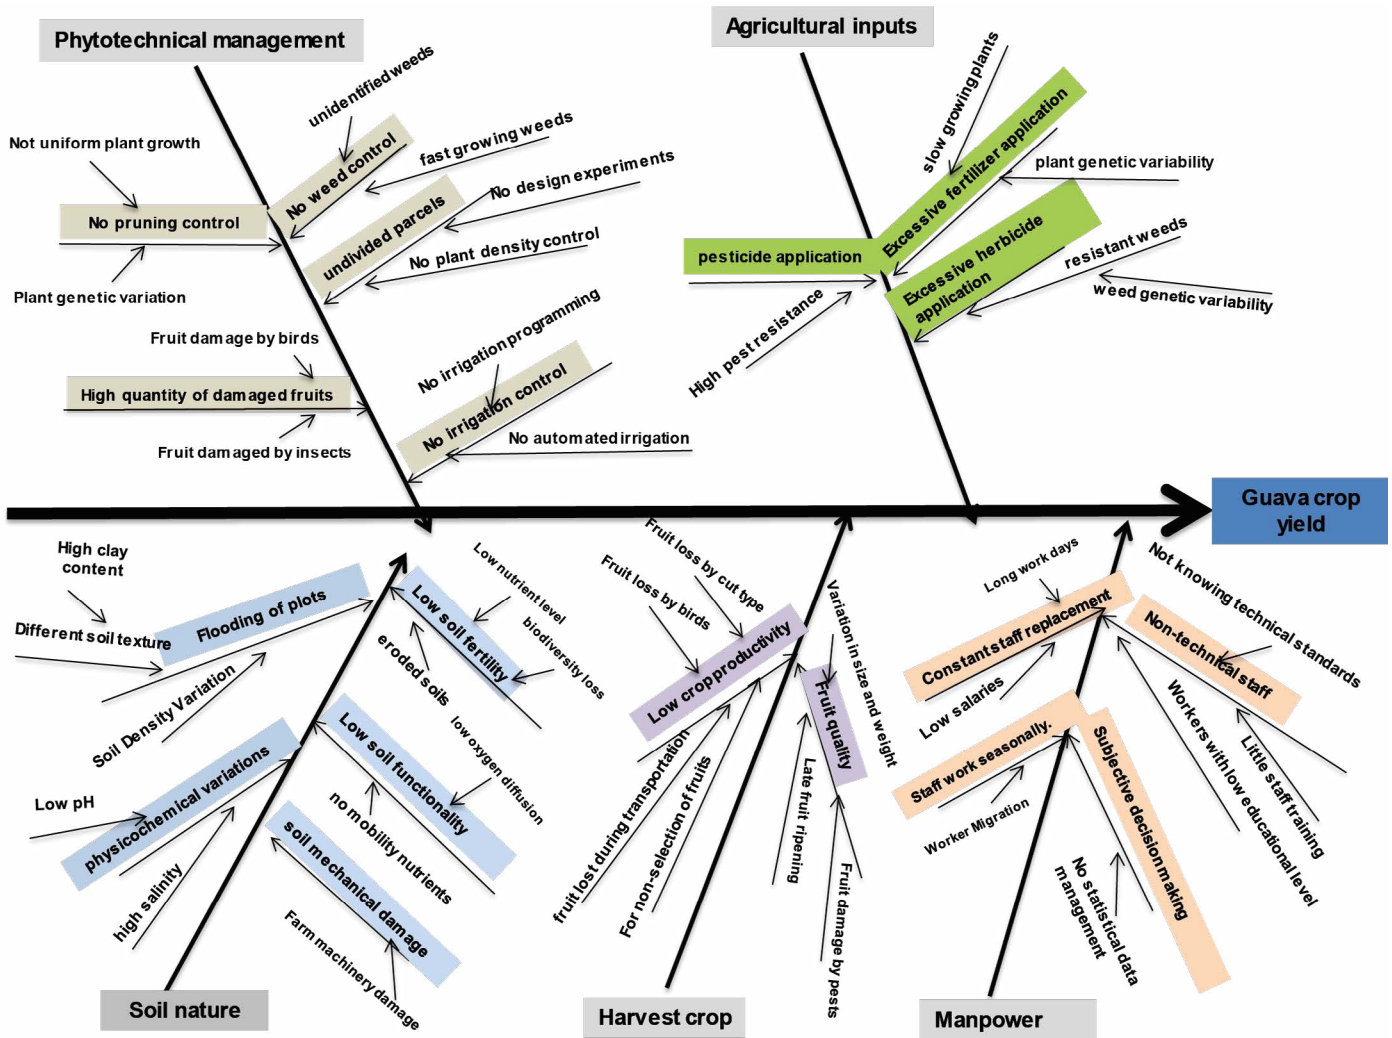 Phytotechnical management
Agricultural inputs
unidentified weeds
Not uniform plant growth
No weed control
fast growing weeds
No pruning control
undivided parcels
No design experiments
No plant density control
Plant genetic variation
Fruit damage by birds
High quantity of damaged fruits
Fruit damaged by insects
No irrigation programming
No irrigation control
No automated irrigation
slow growing plants
Excessive fertilizer application
plant genetic variability
pesticide application
Excessive herbicide
application
resistant weeds
weed genetic variability
High pest resistance
Guava crop
yield
High clay
content
Flooding of plots
Different soil texture
Soil Density Variation
Low soil fertility
Low nutrient level
biodiversity loss
eroded soils
physicochemical variations
Low pH
high salinity
Low soil functionality
low oxygen diffusion
no mobility nutrients
soil mechanical damage
Farm machinery damage
Soil nature
Fruit loss by cut type
Fruit loss by birds
Low crop productivity
fruit lost during transportation
For non-selection of fruits
Variation in size and weight
Fruit quality
Late fruit ripening
Fruit damage by pests
Harvest crop
Long work days
Constant staff replacement
Low salaries
Not knowing technical standards
Non-technical staff
Workers with low educational level
Little staff training
Staff work seasonally.
Worker Migration
Subjective decision making
No statistical data
management
Manpower